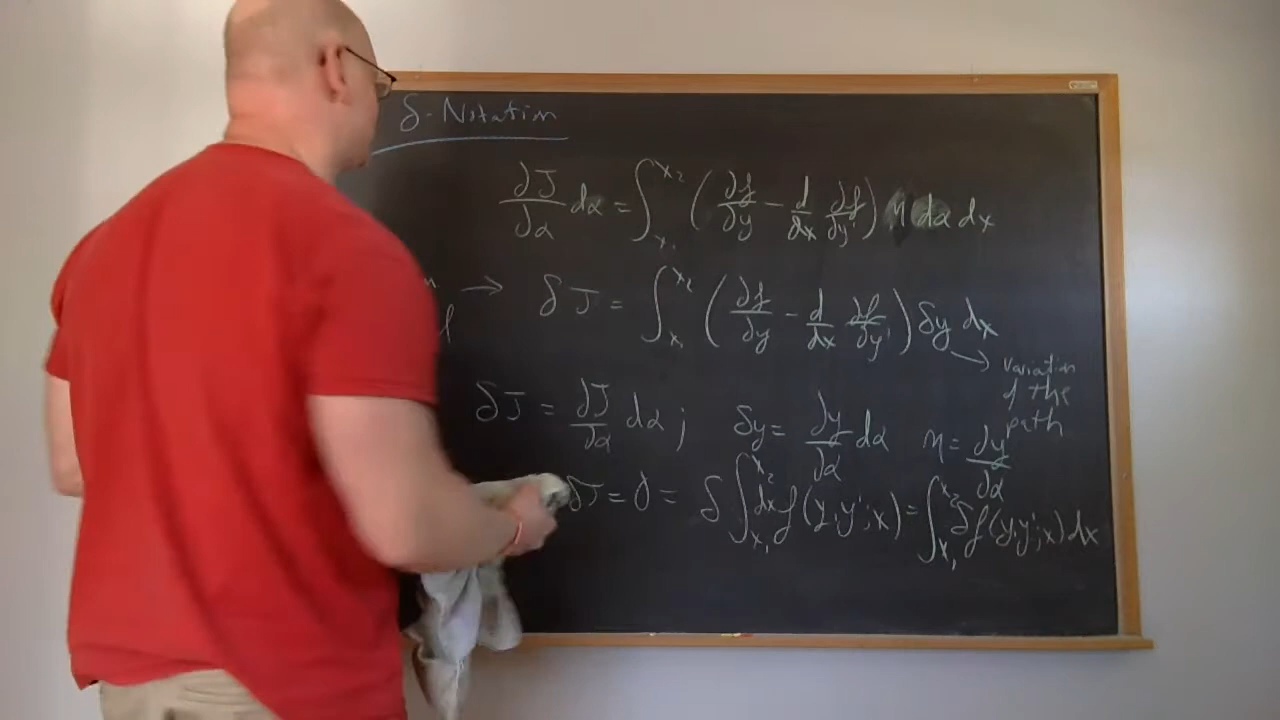 δ-Notation
∂J/∂α dα = ∫_{x₁}^{x₂} (∂f/∂y - d/dx ∂f/∂y') η dα dx
→ δJ = ∫_{x₁}^{x₂} (∂f/∂y - d/dx ∂f/∂y') δy dx
→ variation
of the
path
δJ = ∂J/∂α dα ; δy = ∂y/∂α dα η = ∂y/∂α
δJ = 0 = δ ∫_{x₁}^{x₂} dx f(y,y';x) = ∫_{x₁}^{x₂} δf(y,y';x) dx